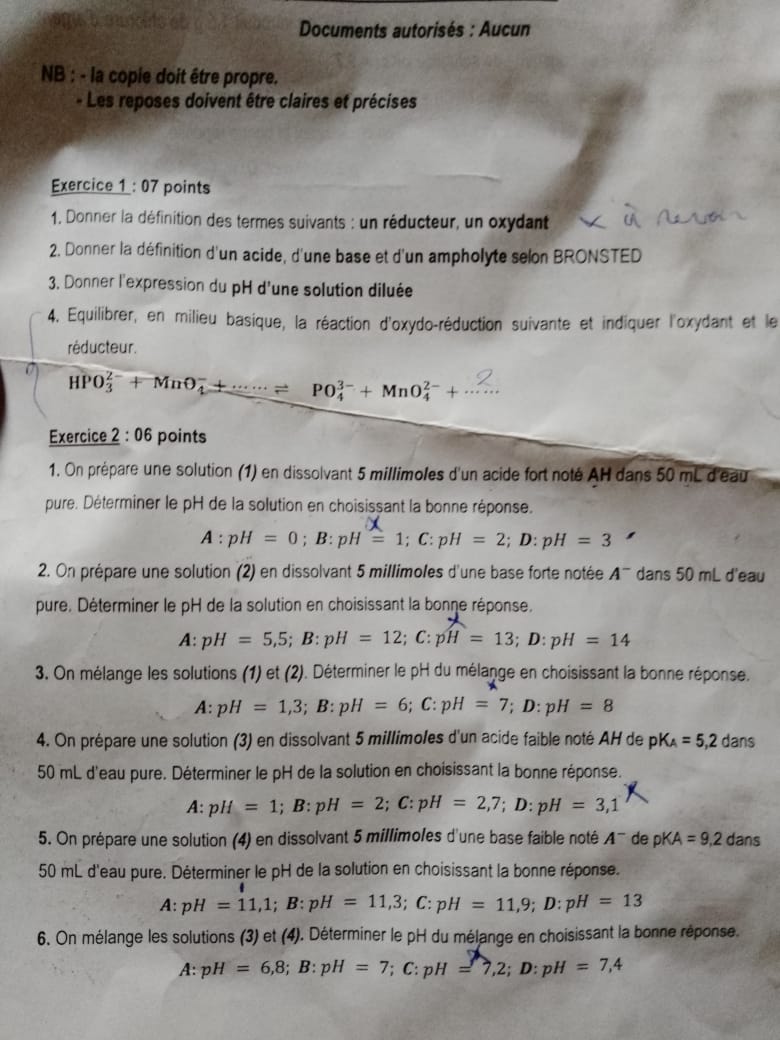 Documents autorisés : Aucun
NB : - la copie doit être propre.
- Les reposes doivent être claires et précises
Exercice 1 : 07 points
1. Donner la définition des termes suivants : un réducteur, un oxydant × à revoir
2. Donner la définition d'un acide, d'une base et d'un ampholyte selon BRONSTED
3. Donner l'expression du pH d'une solution diluée
4. Equilibrer, en milieu basique, la réaction d'oxydo-réduction suivante et indiquer l'oxydant et le
réducteur.
HPO₃²⁻ + MnO₄⁻ + ...... ⇌ PO₄³⁻ + MnO₄²⁻ + ...... 2
Exercice 2 : 06 points
1. On prépare une solution (1) en dissolvant 5 millimoles d'un acide fort noté AH dans 50 mL d'eau
pure. Déterminer le pH de la solution en choisissant la bonne réponse.
A : pH = 0 ; B: pH = 1; C: pH = 2; D: pH = 3
2. On prépare une solution (2) en dissolvant 5 millimoles d'une base forte notée A⁻ dans 50 mL d'eau
pure. Déterminer le pH de la solution en choisissant la bonne réponse.
A: pH = 5,5; B: pH = 12; C: pH = 13; D: pH = 14
3. On mélange les solutions (1) et (2). Déterminer le pH du mélange en choisissant la bonne réponse.
A: pH = 1,3; B: pH = 6; C: pH = 7; D: pH = 8
4. On prépare une solution (3) en dissolvant 5 millimoles d'un acide faible noté AH de pKA = 5,2 dans
50 mL d'eau pure. Déterminer le pH de la solution en choisissant la bonne réponse.
A: pH = 1; B: pH = 2; C: pH = 2,7; D: pH = 3,1
5. On prépare une solution (4) en dissolvant 5 millimoles d'une base faible noté A⁻ de pKA = 9,2 dans
50 mL d'eau pure. Déterminer le pH de la solution en choisissant la bonne réponse.
A: pH = 11,1; B: pH = 11,3; C: pH = 11,9; D: pH = 13
6. On mélange les solutions (3) et (4). Déterminer le pH du mélange en choisissant la bonne réponse.
A: pH = 6,8; B: pH = 7; C: pH = 7,2; D: pH = 7,4